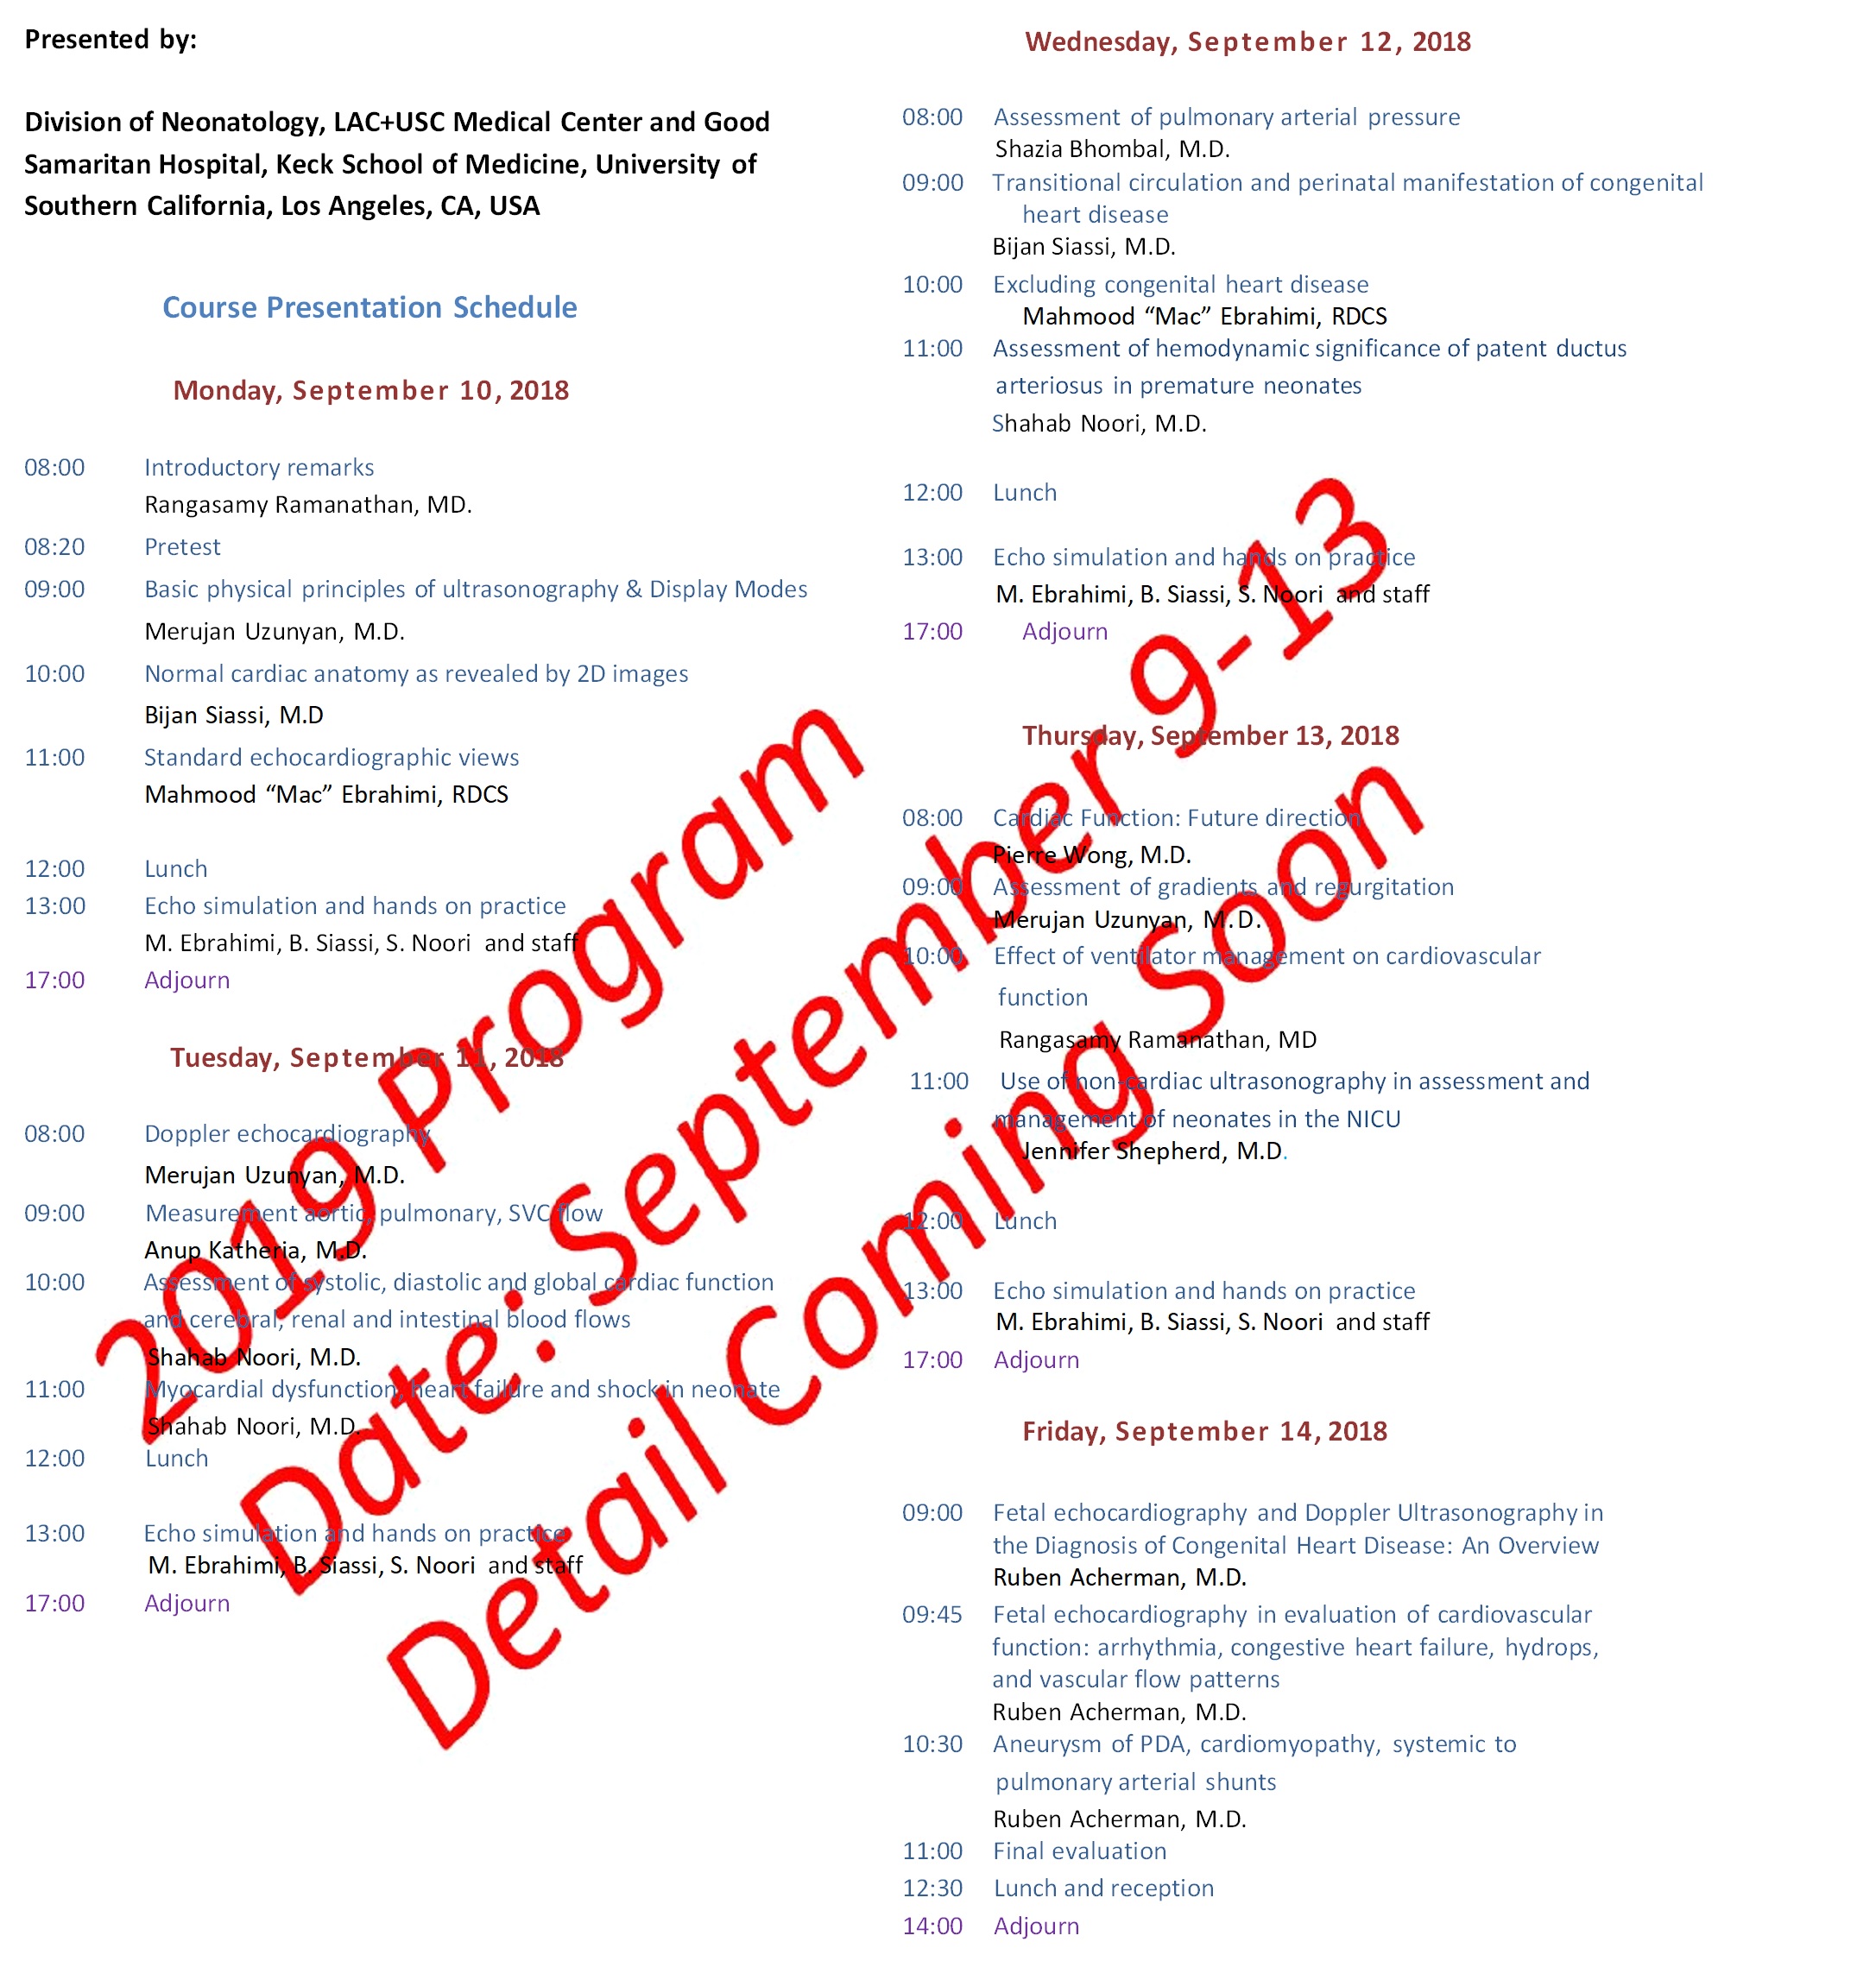 Presented by:
Division of Neonatology, LAC+USC Medical Center and Good
Samaritan Hospital, Keck School of Medicine, University of
Southern California, Los Angeles, CA, USA
Course Presentation Schedule
Monday, September 10, 2018
08:00 Introductory remarks
Rangasamy Ramanathan, MD.
08:20 Pretest
09:00 Basic physical principles of ultrasonography & Display Modes
Merujan Uzunyan, M.D.
10:00 Normal cardiac anatomy as revealed by 2D images
Bijan Siassi, M.D
11:00 Standard echocardiographic views
Mahmood “Mac” Ebrahimi, RDCS
12:00 Lunch
13:00 Echo simulation and hands on practice
M. Ebrahimi, B. Siassi, S. Noori and staff
17:00 Adjourn
Tuesday, September 11, 2018
08:00 Doppler echocardiography
Merujan Uzunyan, M.D.
09:00 Measurement aortic, pulmonary, SVC flow
Anup Katheria, M.D.
10:00 Assessment of systolic, diastolic and global cardiac function
and cerebral, renal and intestinal blood flows
Shahab Noori, M.D.
11:00 Myocardial dysfunction, heart failure and shock in neonate
Shahab Noori, M.D.
12:00 Lunch
13:00 Echo simulation and hands on practice
M. Ebrahimi, B. Siassi, S. Noori and staff
17:00 Adjourn
Wednesday, September 12, 2018
08:00 Assessment of pulmonary arterial pressure
Shazia Bhombal, M.D.
09:00 Transitional circulation and perinatal manifestation of congenital
heart disease
Bijan Siassi, M.D.
10:00 Excluding congenital heart disease
Mahmood “Mac” Ebrahimi, RDCS
11:00 Assessment of hemodynamic significance of patent ductus
arteriosus in premature neonates
Shahab Noori, M.D.
12:00 Lunch
13:00 Echo simulation and hands on practice
M. Ebrahimi, B. Siassi, S. Noori and staff
17:00 Adjourn
Thursday, September 13, 2018
08:00 Cardiac Function: Future direction
Pierre Wong, M.D.
09:00 Assessment of gradients and regurgitation
Merujan Uzunyan, M.D.
10:00 Effect of ventilator management on cardiovascular
function
Rangasamy Ramanathan, MD
11:00 Use of non-cardiac ultrasonography in assessment and
management of neonates in the NICU
Jennifer Shepherd, M.D.
12:00 Lunch
13:00 Echo simulation and hands on practice
M. Ebrahimi, B. Siassi, S. Noori and staff
17:00 Adjourn
Friday, September 14, 2018
09:00 Fetal echocardiography and Doppler Ultrasonography in
the Diagnosis of Congenital Heart Disease: An Overview
Ruben Acherman, M.D.
09:45 Fetal echocardiography in evaluation of cardiovascular
function: arrhythmia, congestive heart failure, hydrops,
and vascular flow patterns
Ruben Acherman, M.D.
10:30 Aneurysm of PDA, cardiomyopathy, systemic to
pulmonary arterial shunts
Ruben Acherman, M.D.
11:00 Final evaluation
12:30 Lunch and reception
14:00 Adjourn
2019 Program
Date: September 9-13
Detail Coming Soon